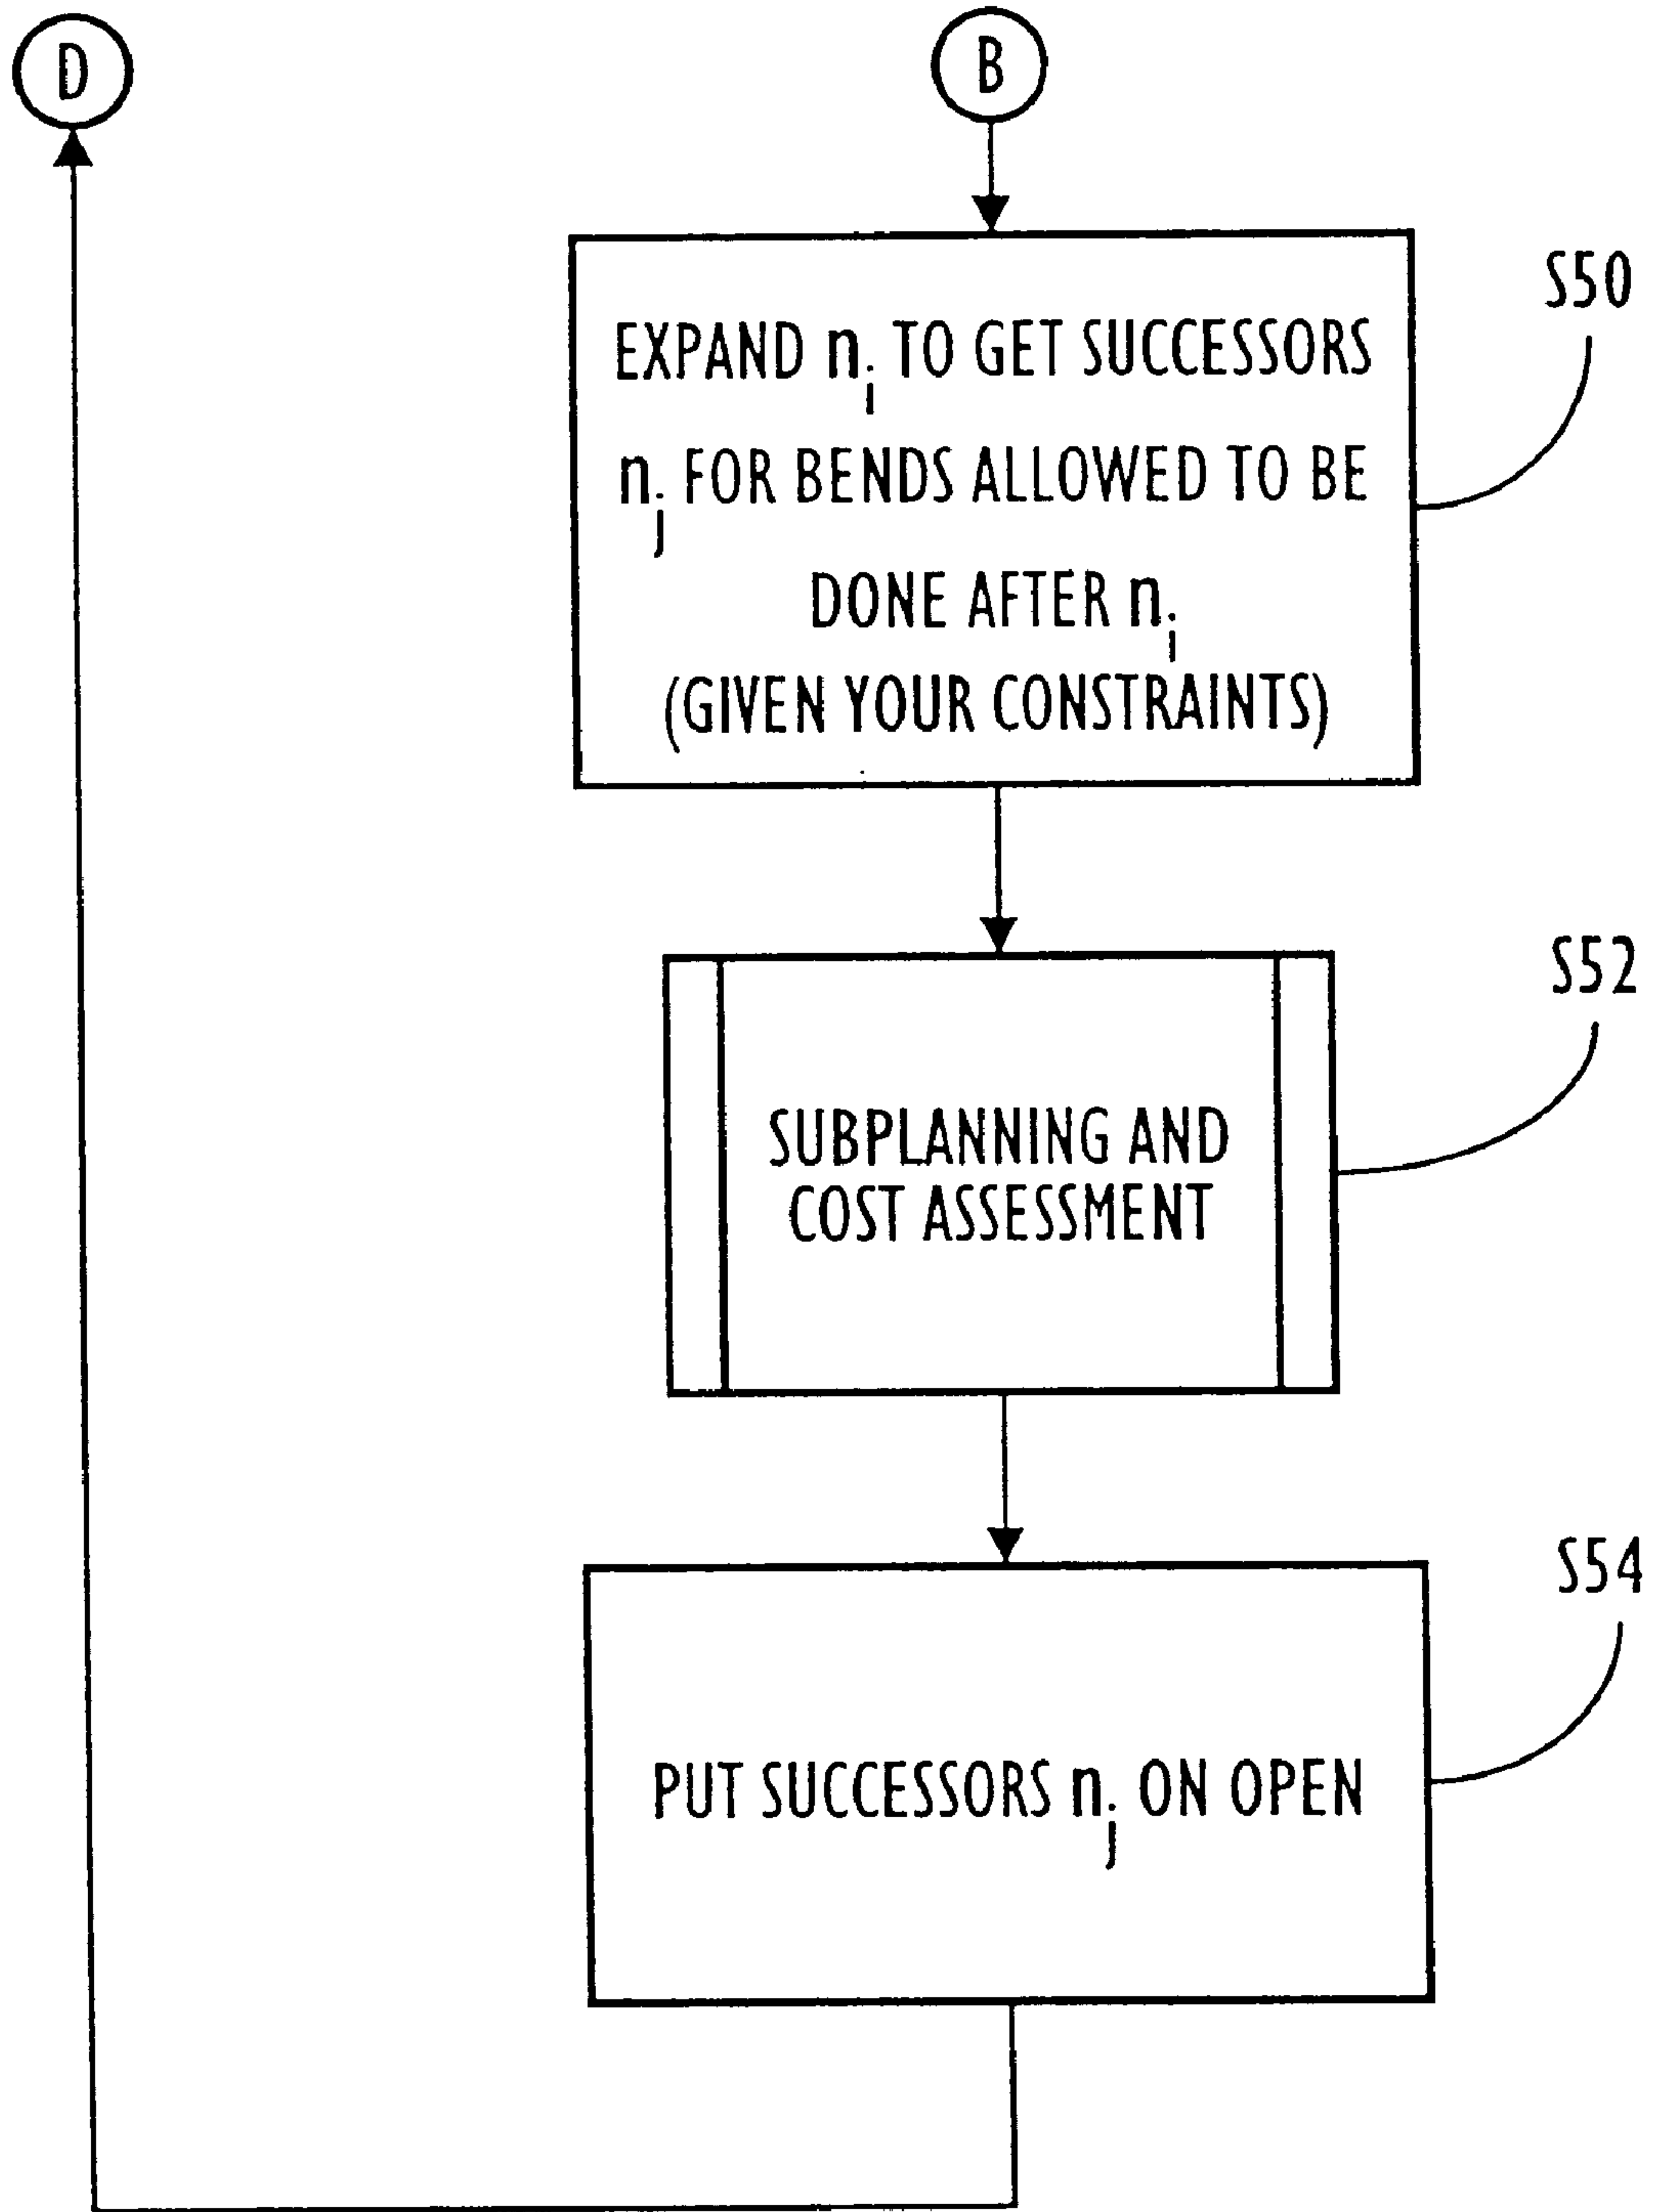 D
B
EXPAND n_i TO GET SUCCESSORS
n_j FOR BENDS ALLOWED TO BE
DONE AFTER n_i
(GIVEN YOUR CONSTRAINTS)
S50
SUBPLANNING AND
COST ASSESSMENT
S52
PUT SUCCESSORS n_j ON OPEN
S54